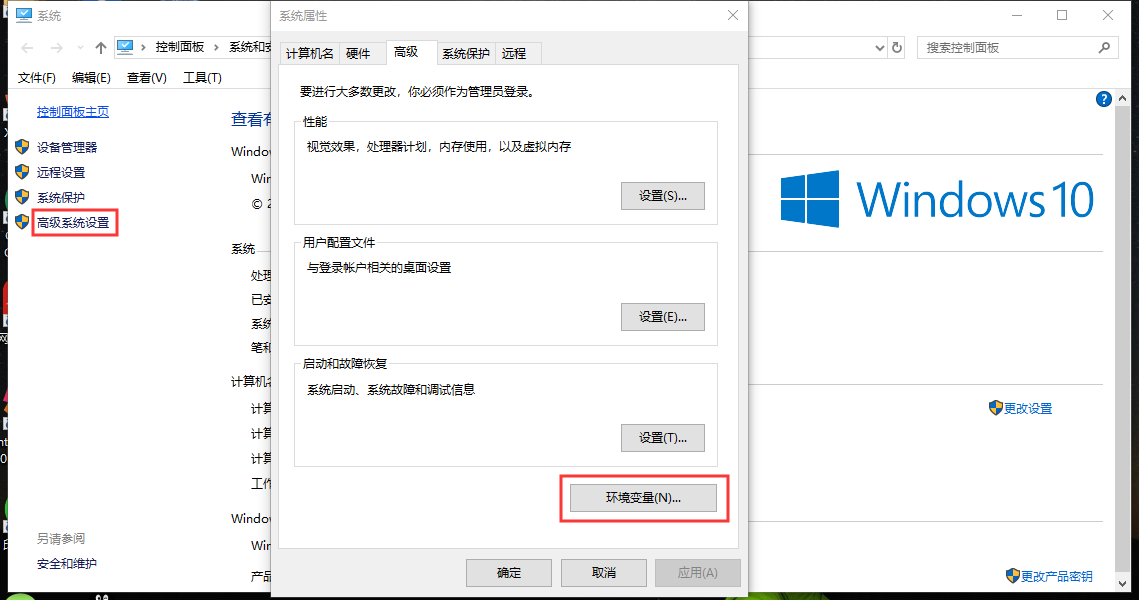 系统
控制面板 系统和安
搜索控制面板
文件(F) 编辑(E) 查看(V) 工具(T)
控制面板主页
设备管理器
远程设置
系统保护
高级系统设置
另请参阅
安全和维护
查看有
Window
Win
©
系统
处理
已安
系统
笔和
计算机名
计算
计算
计算
工作
Window
Win
产品
系统属性
计算机名 硬件 高级 系统保护 远程
要进行大多数更改，你必须作为管理员登录。
性能
视觉效果，处理器计划，内存使用，以及虚拟内存
设置(S)...
用户配置文件
与登录帐户相关的桌面设置
设置(E)...
启动和故障恢复
系统启动、系统故障和调试信息
设置(T)...
环境变量(N)...
确定 取消 应用(A)
Windows 10
更改设置
更改产品密钥